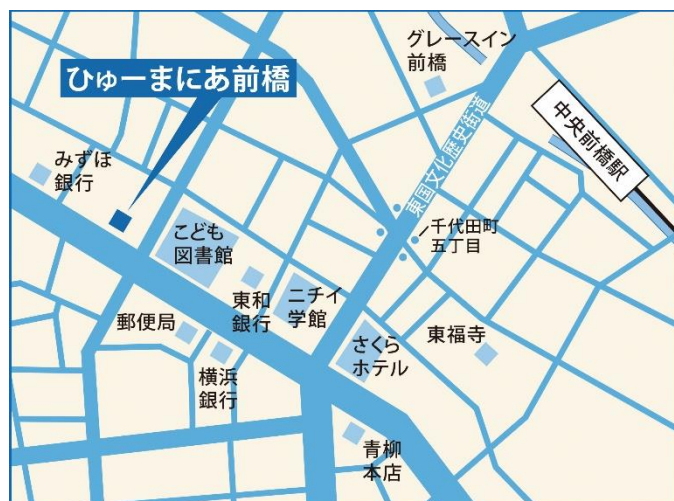 グレースイン
前橋
ひゅーまにあ前橋
中央前橋駅
東国文化歴史街道
みずほ
銀行
千代田町
五丁目
こども
図書館
東和
銀行
ニチイ
学館
郵便局
さくら
ホテル
東福寺
横浜
銀行
青柳
本店